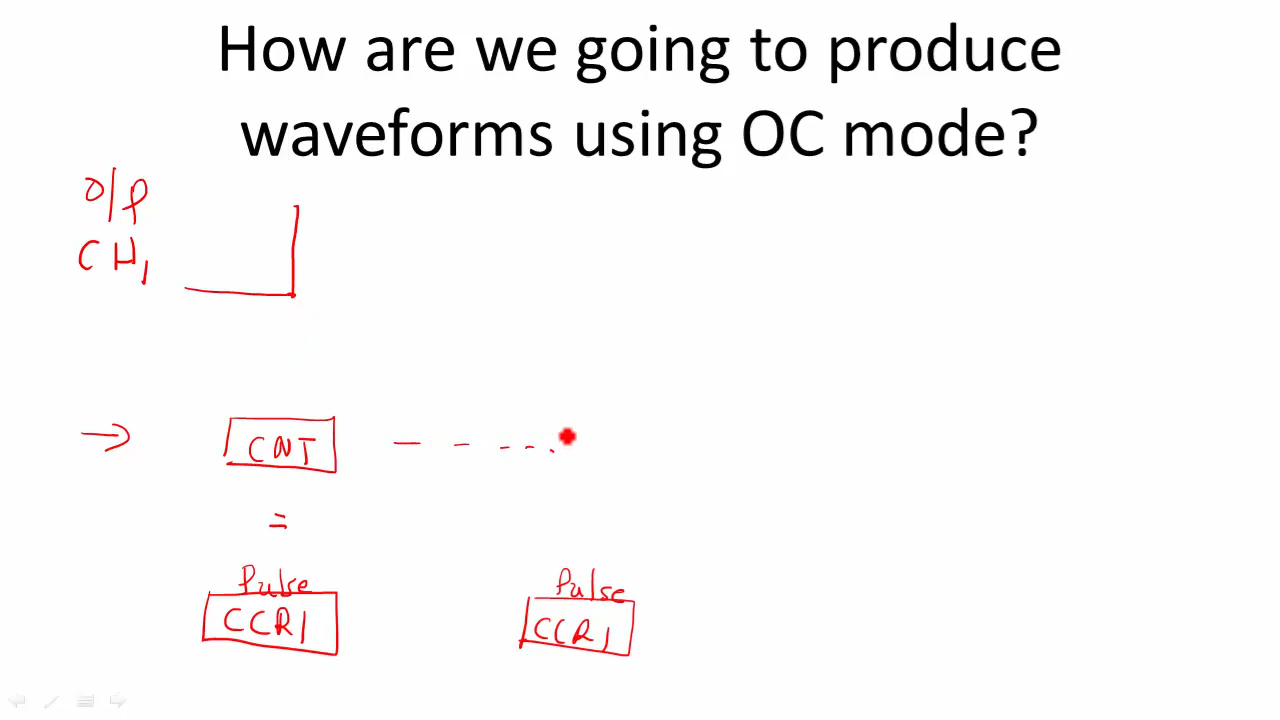 How are we going to produce
waveforms using OC mode?
O/P
CH1
→ CNT — - - - .
=
Pulse Pulse
CCR1 CCR1